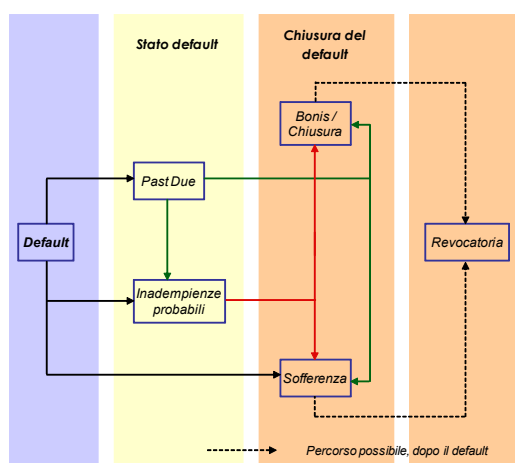 Stato default
Chiusura del
default
Bonis /
Chiusura
Past Due
Default
Revocatoria
Inadempienze
probabili
Sofferenza
Percorso possibile, dopo il default